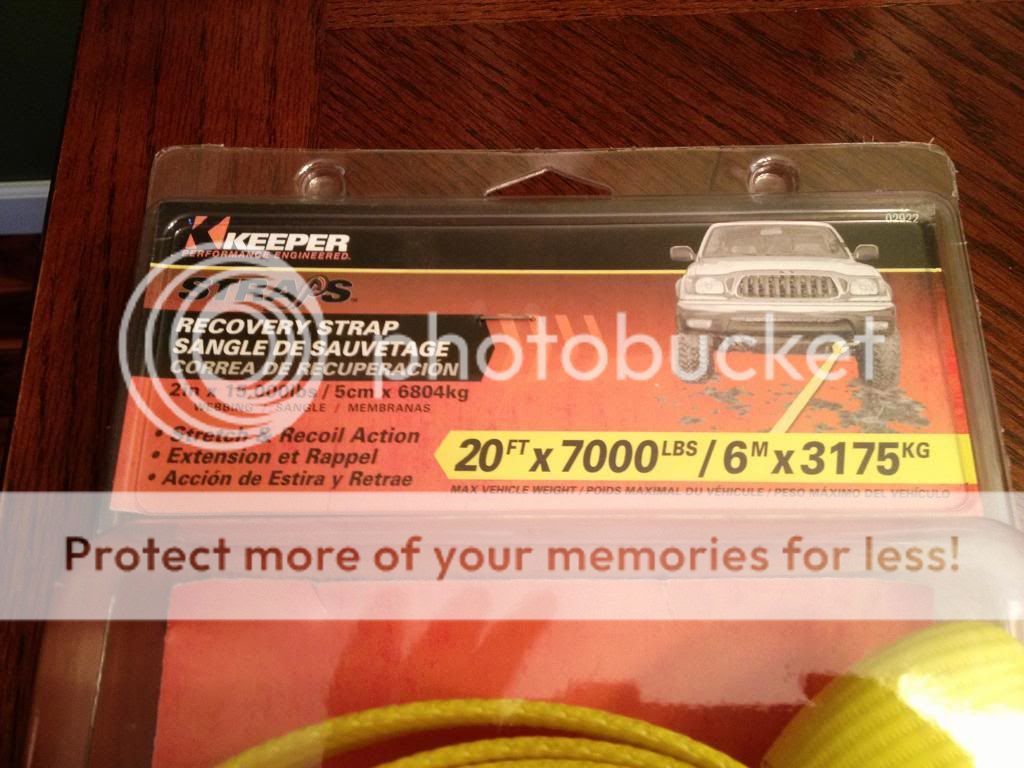 02922
KEEPER
PERFORMANCE ENGINEERED.
STRAPS™
RECOVERY STRAP
SANGLE DE SAUVETAGE
CORREA DE RECUPERACIÓN
2in x 15,000lbs / 5cm x 6804kg
WEBBING / SANGLE / MEMBRANAS
• Stretch & Recoil Action
• Extension et Rappel
• Acción de Estira y Retrae
20FT x 7000LBS / 6M x 3175KG
MAX VEHICLE WEIGHT / POIDS MAXIMAL DU VÉHICULE / PESO MÁXIMO DEL VEHÍCULO
photobucket
Protect more of your memories for less!